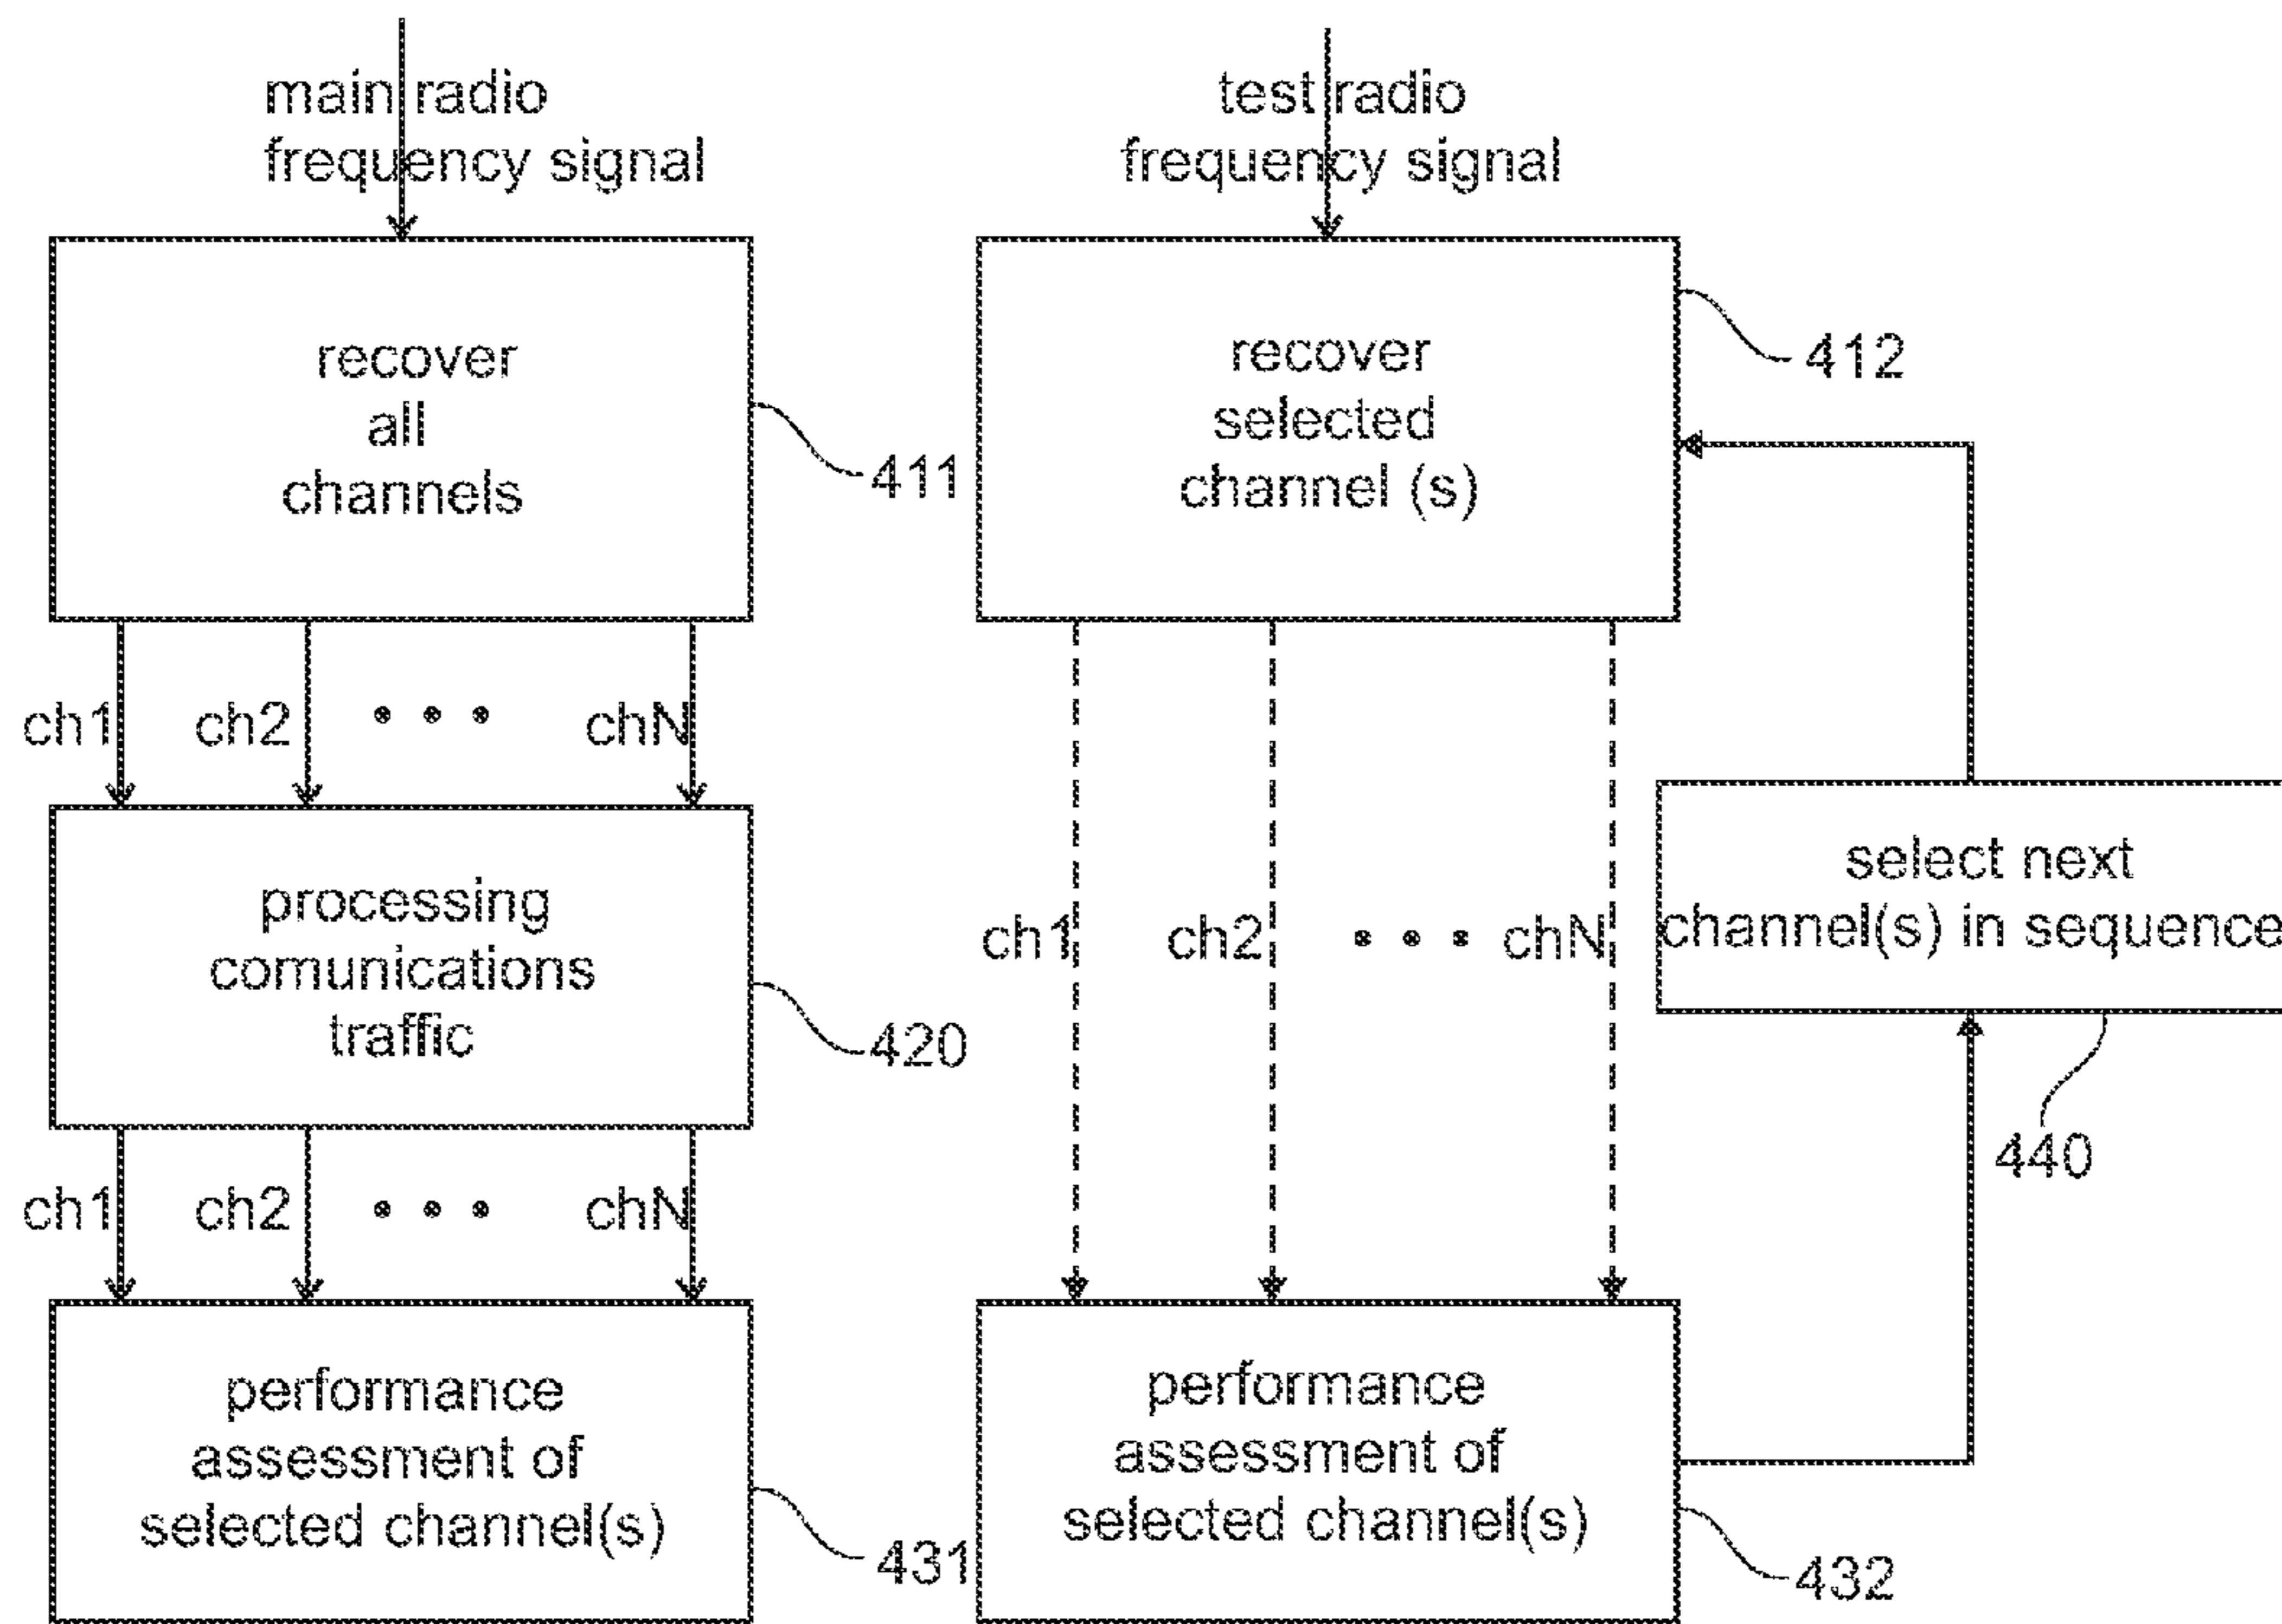 main radio
frequency signal
test radio
frequency signal
recover
all
channels
411
recover
selected
channel (s)
412
ch1 ch2 chN
processing
comunications
traffic
420
ch1 ch2 chN
select next
channel(s) in sequence
440
ch1 ch2 chN
performance
assessment of
selected channel(s)
431
performance
assessment of
selected channel(s)
432